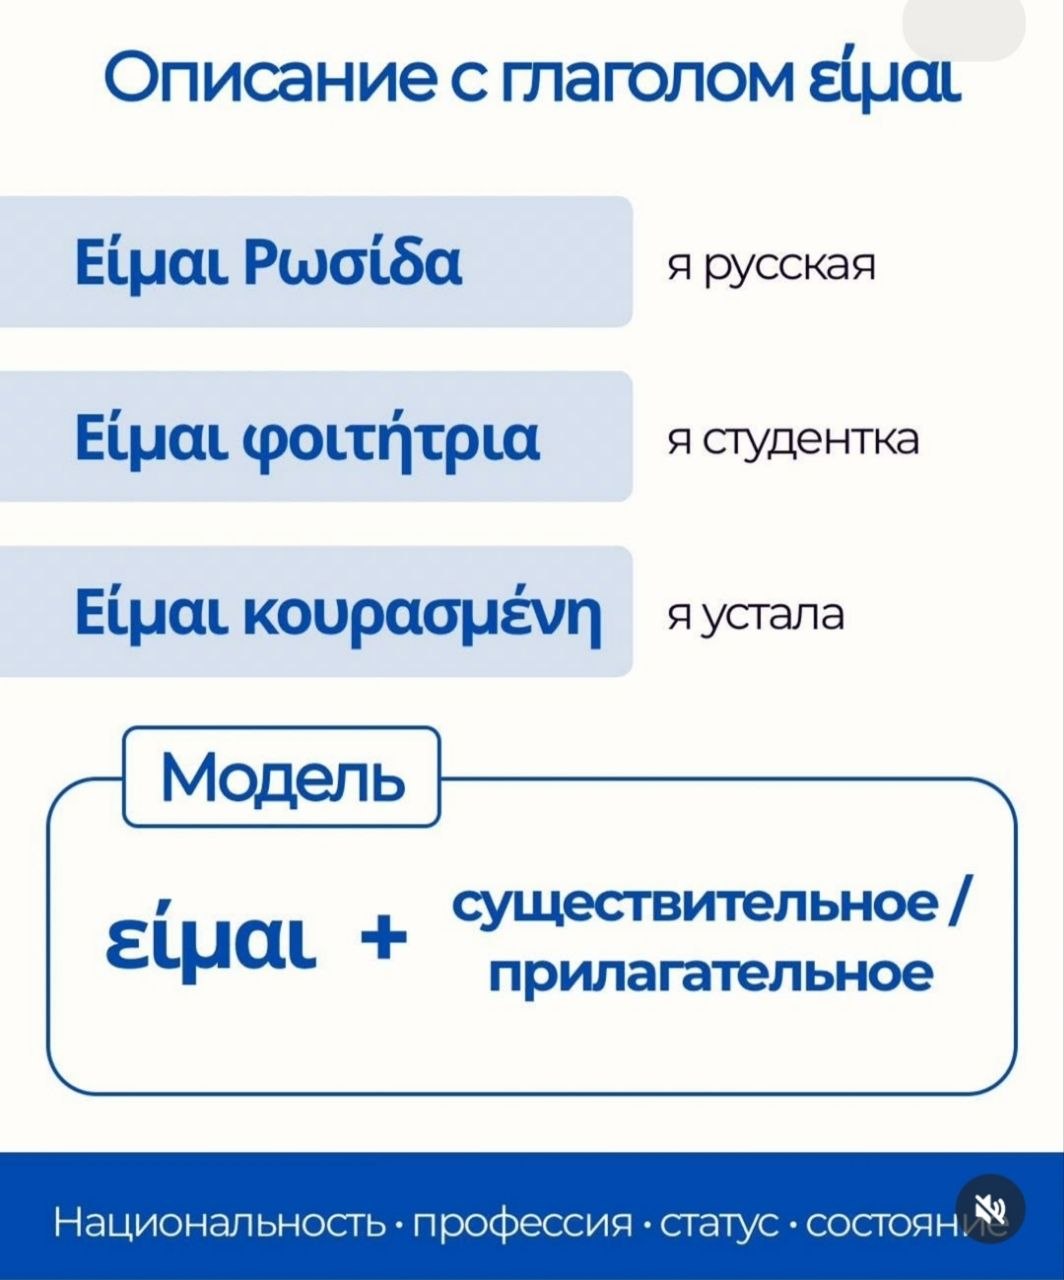 Описание с глаголом είμαι
Είμαι Ρωσίδα
я русская
Είμαι φοιτήτρια
я студентка
Είμαι κουρασμένη
я устала
Модель
είμαι + существительное /
прилагательное
Национальность • профессия • статус • состояние